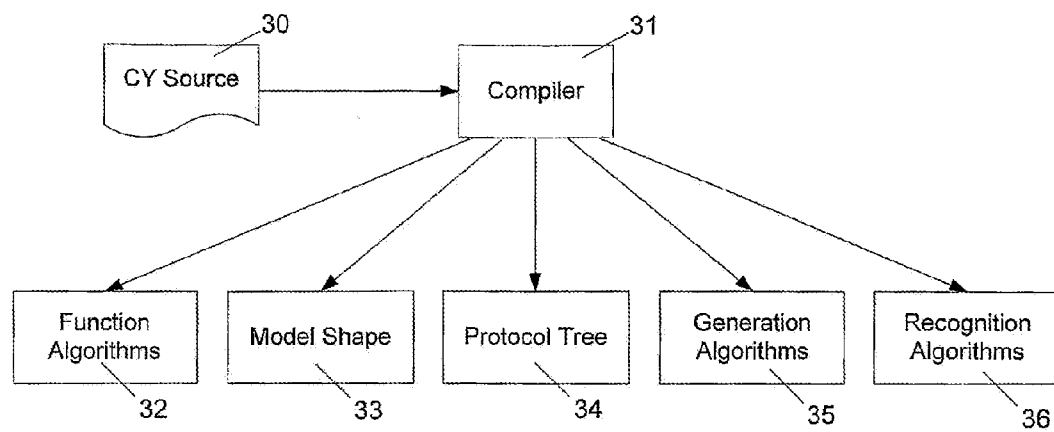 30
31
CY Source
Compiler
Function
Algorithms
Model Shape
Protocol Tree
Generation
Algorithms
Recognition
Algorithms
32
33
34
35
36